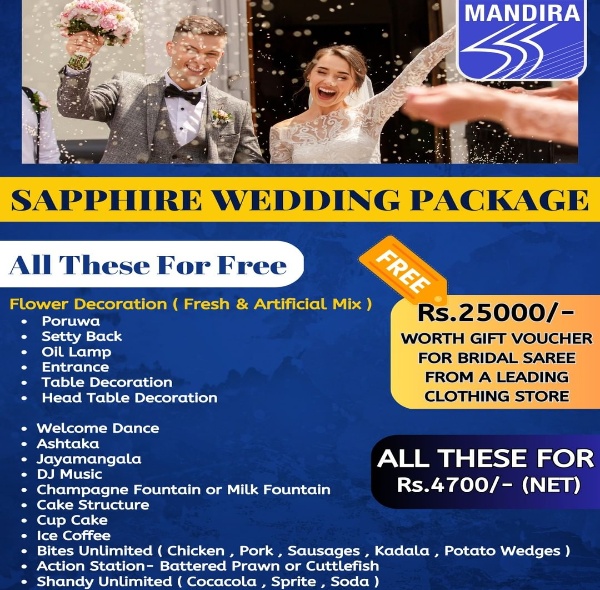 MANDIRA
SAPPHIRE WEDDING PACKAGE
All These For Free
FREE
Rs.25000/-
WORTH GIFT VOUCHER
FOR BRIDAL SAREE
FROM A LEADING
CLOTHING STORE
Flower Decoration ( Fresh & Artificial Mix )
• Poruwa
• Setty Back
• Oil Lamp
• Entrance
• Table Decoration
• Head Table Decoration
• Welcome Dance
• Ashtaka
• Jayamangala
• DJ Music
• Champagne Fountain or Milk Fountain
• Cake Structure
• Cup Cake
• Ice Coffee
• Bites Unlimited ( Chicken , Pork , Sausages , Kadala , Potato Wedges )
• Action Station- Battered Prawn or Cuttlefish
• Shandy Unlimited ( Cocacola , Sprite , Soda )
ALL THESE FOR
Rs.4700/- (NET)